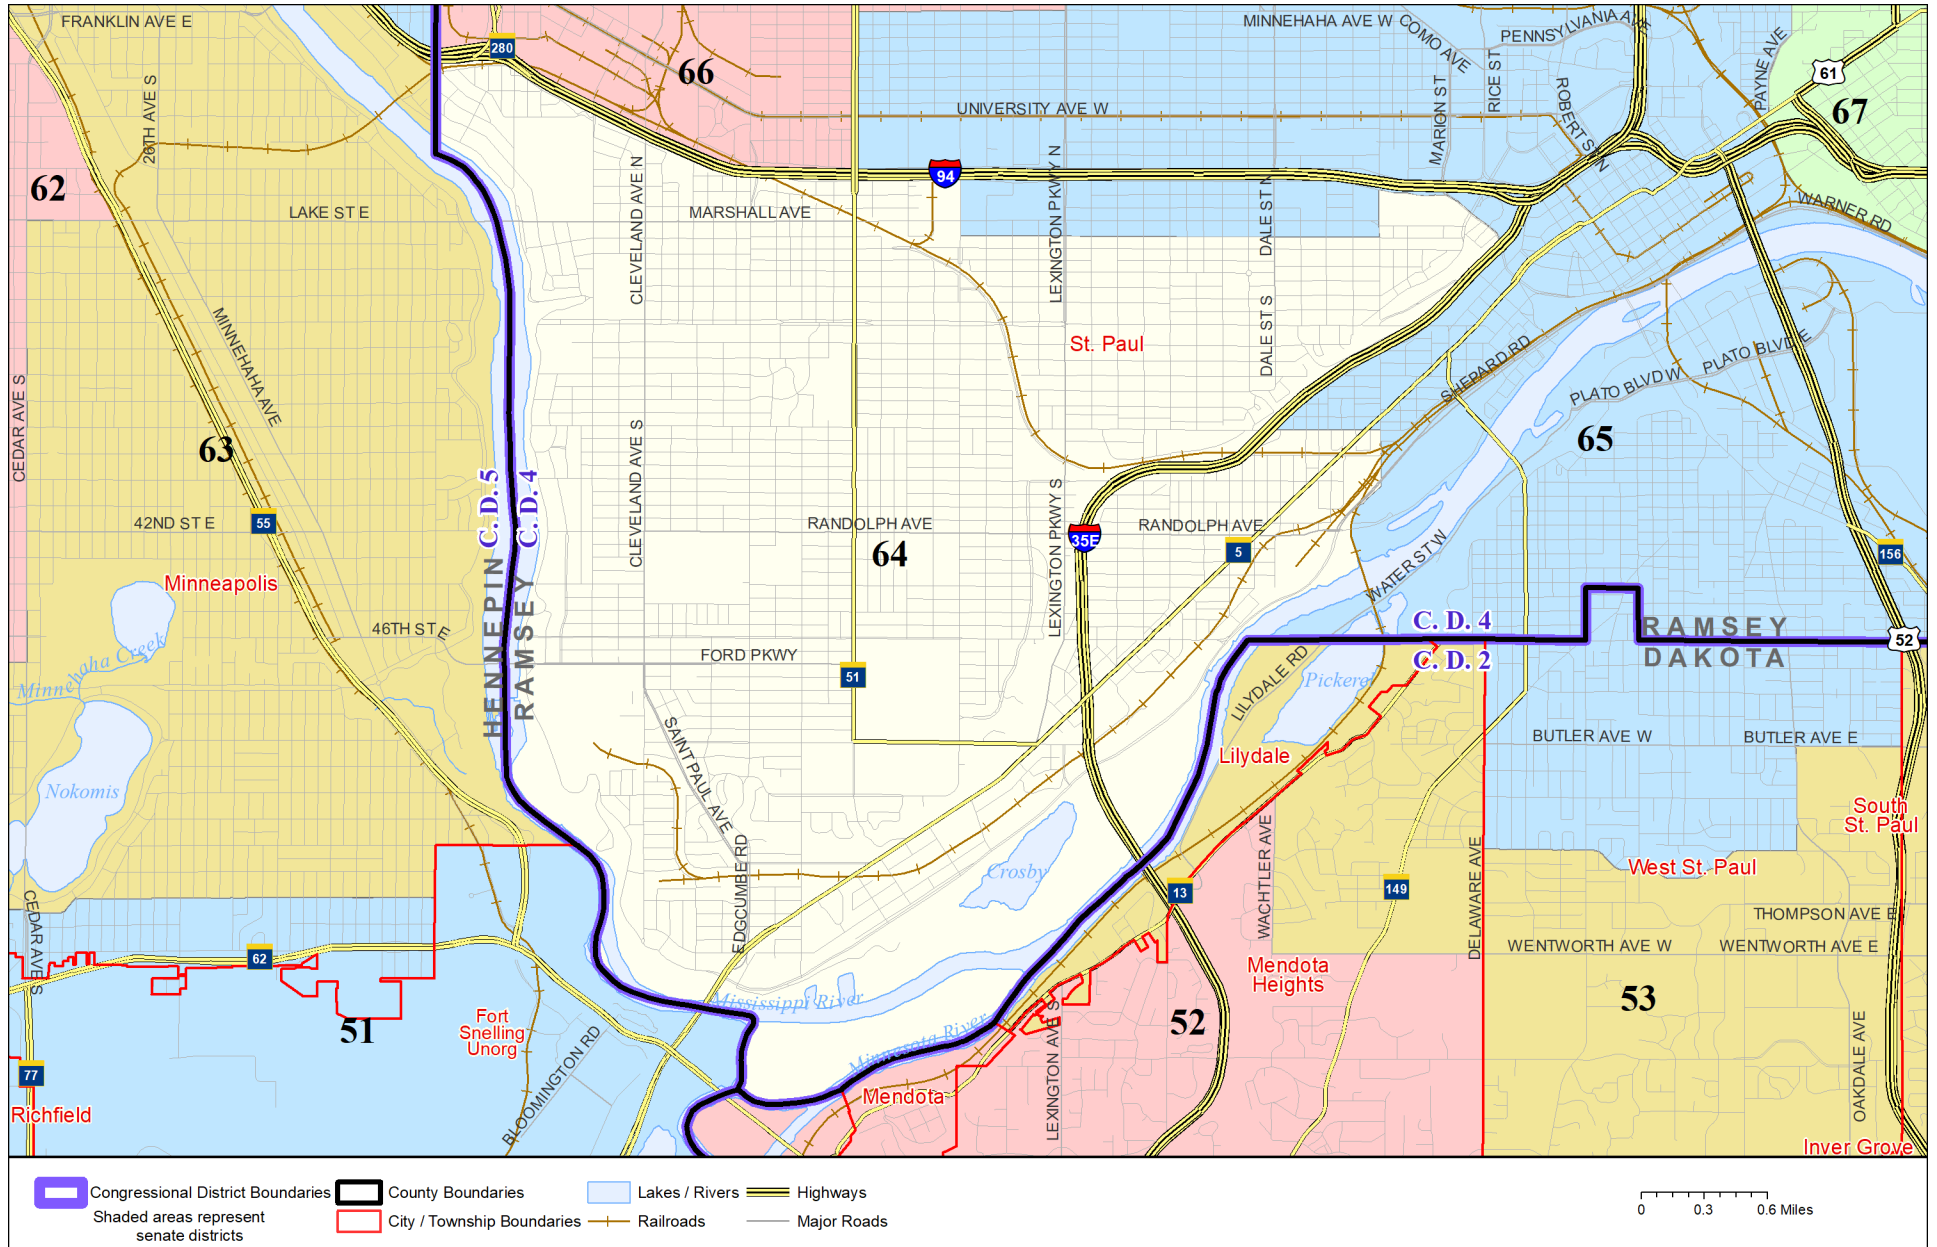 FRANKLIN AVE E
280
66
MINNEHAHA AVE W
COMO AVE
PENNSYLVANIA AVE
RICE ST
MARION ST
ROBERT ST N
PAYNE AVE
61
67
26TH AVE S
UNIVERSITY AVE W
62
94
LAKE ST E
CLEVELAND AVE N
MARSHALL AVE
LEXINGTON PKWY N
DALE ST N
WARNER RD
MINNEHAHA AVE
St. Paul
DALE ST S
SHEPARD RD
PLATO BLVD W
PLATO BLVD E
CEDAR AVE S
63
C. D. 5
C. D. 4
CLEVELAND AVE S
65
42ND ST E
55
RANDOLPH AVE
64
LEXINGTON PKWY S
35E
RANDOLPH AVE
5
WATER ST W
156
Minneapolis
HENNEPIN
RAMSEY
46TH ST E
FORD PKWY
51
C. D. 4
C. D. 2
RAMSEY
DAKOTA
52
Minnehaha Creek
LILYDALE RD
Pickerel
SAINT PAUL AVE
BUTLER AVE W
BUTLER AVE E
Lilydale
Nokomis
South
St. Paul
WACHTLER AVE
DELAWARE AVE
EDGCUMBE RD
Crosby
13
149
West St. Paul
CEDAR AVE S
THOMPSON AVE E
62
WENTWORTH AVE W
WENTWORTH AVE E
Mendota
Heights
Mississippi River
53
51
Fort
Snelling
Unorg
BLOOMINGTON RD
Minnesota River
LEXINGTON AVE S
52
OAKDALE AVE
77
Richfield
Mendota
Inver Grove
Congressional District Boundaries
County Boundaries
Lakes / Rivers
Highways
Shaded areas represent
senate districts
City / Township Boundaries
Railroads
Major Roads
0 0.3 0.6 Miles